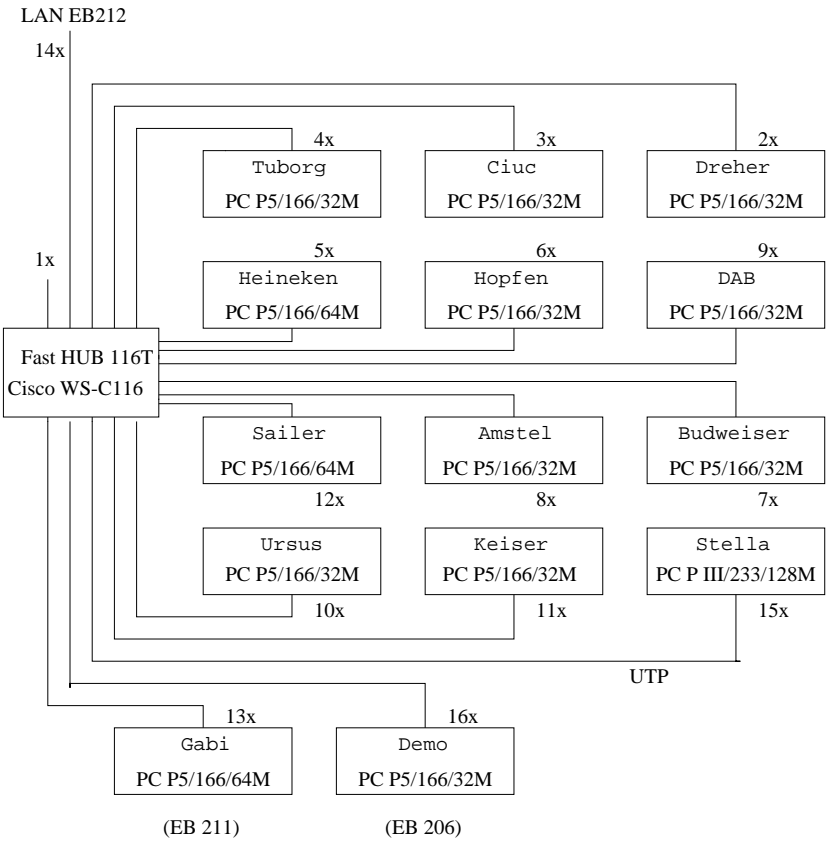 LAN EB212
14x
4x 3x 2x
Tuborg Ciuc Dreher
PC P5/166/32M PC P5/166/32M PC P5/166/32M
1x 5x 6x 9x
Heineken Hopfen DAB
PC P5/166/64M PC P5/166/32M PC P5/166/32M
Fast HUB 116T
Cisco WS-C116
Sailer Amstel Budweiser
PC P5/166/64M PC P5/166/32M PC P5/166/32M
12x 8x 7x
Ursus Keiser Stella
PC P5/166/32M PC P5/166/32M PC P III/233/128M
10x 11x 15x
UTP
13x 16x
Gabi Demo
PC P5/166/64M PC P5/166/32M
(EB 211) (EB 206)